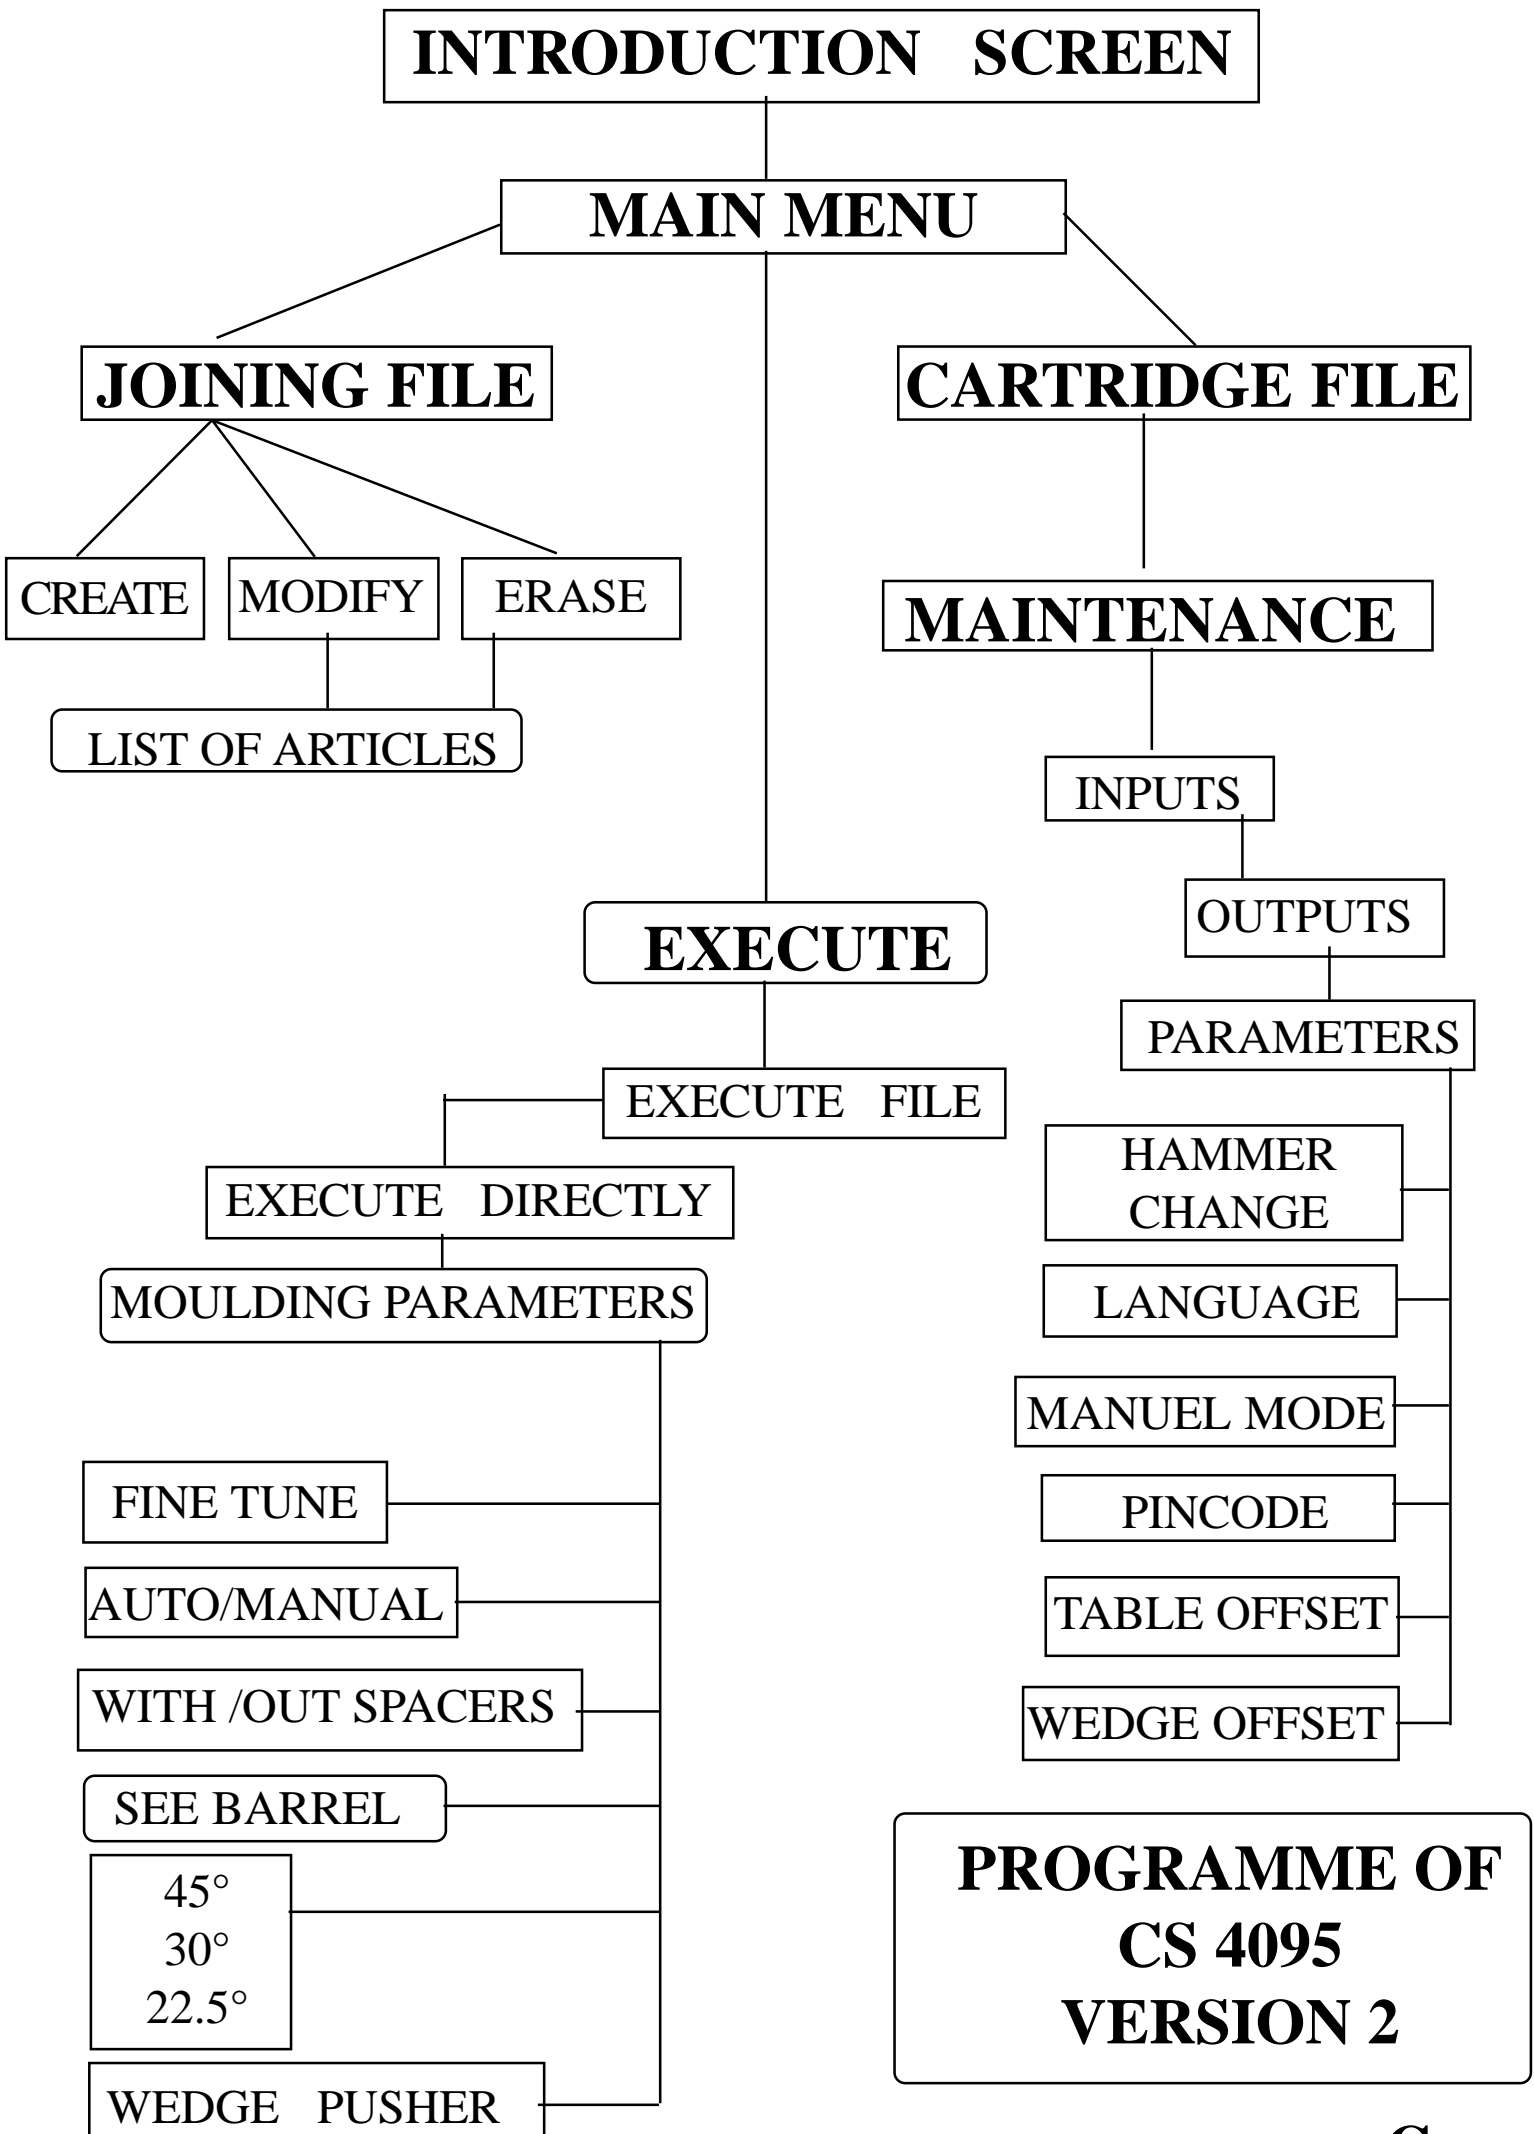 INTRODUCTION SCREEN
MAIN MENU
JOINING FILE
CARTRIDGE FILE
CREATE
MODIFY
ERASE
MAINTENANCE
LIST OF ARTICLES
INPUTS
OUTPUTS
EXECUTE
PARAMETERS
EXECUTE FILE
HAMMER
CHANGE
EXECUTE DIRECTLY
MOULDING PARAMETERS
LANGUAGE
MANUEL MODE
FINE TUNE
PINCODE
AUTO/MANUAL
TABLE OFFSET
WITH /OUT SPACERS
WEDGE OFFSET
SEE BARREL
45°
30°
22.5°
PROGRAMME OF
CS 4095
VERSION 2
WEDGE PUSHER